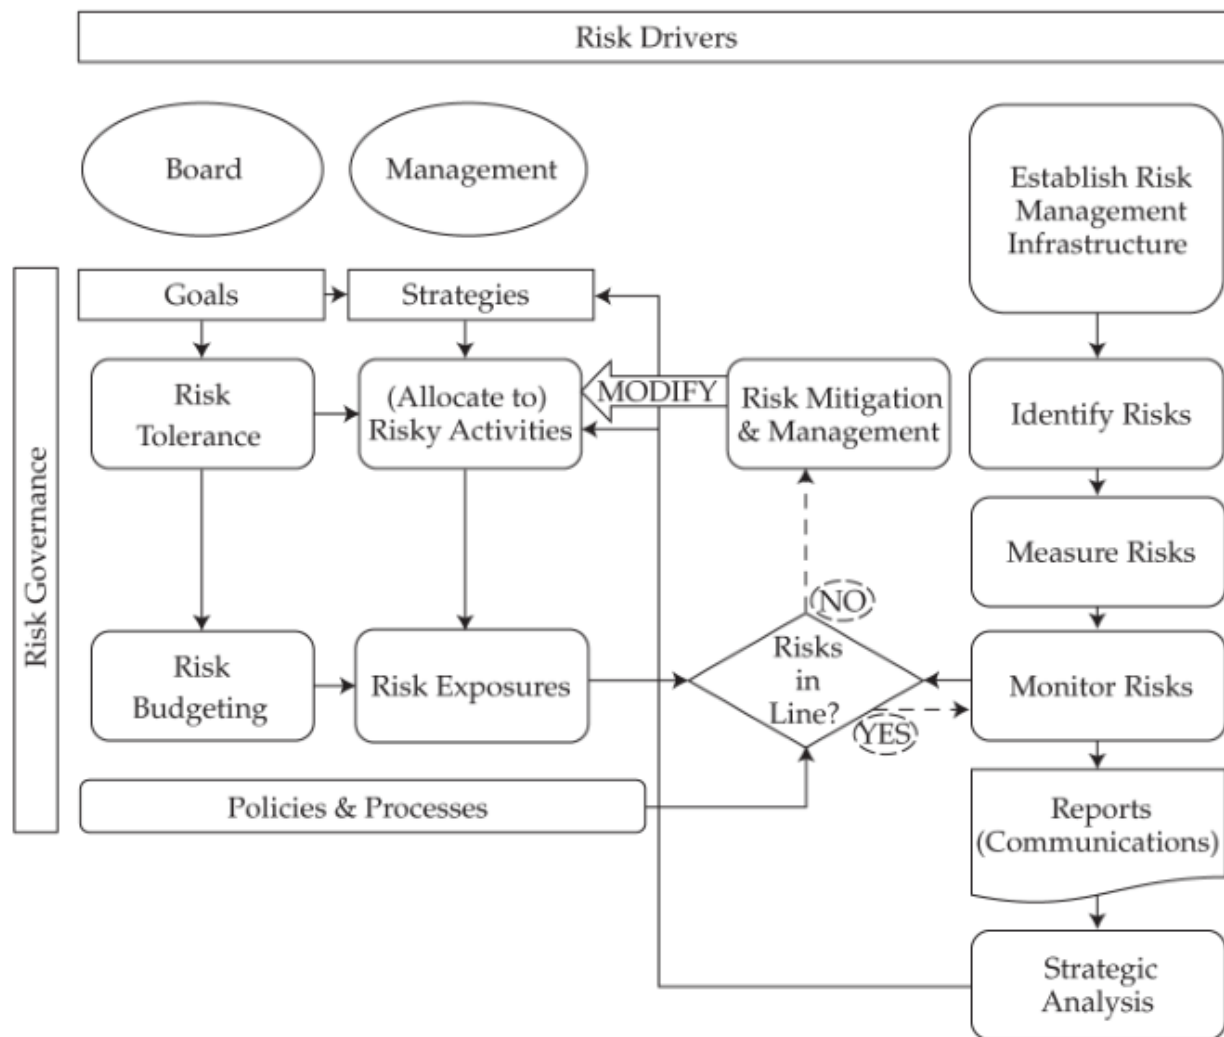 Risk Drivers
Board
Management
Establish Risk
Management
Infrastructure
Risk Governance
Goals
Strategies
Risk
Tolerance
(Allocate to)
Risky Activities
MODIFY
Risk Mitigation
& Management
Identify Risks
Measure Risks
NO
Risk
Budgeting
Risk Exposures
Risks
in
Line?
YES
Monitor Risks
Policies & Processes
Reports
(Communications)
Strategic
Analysis